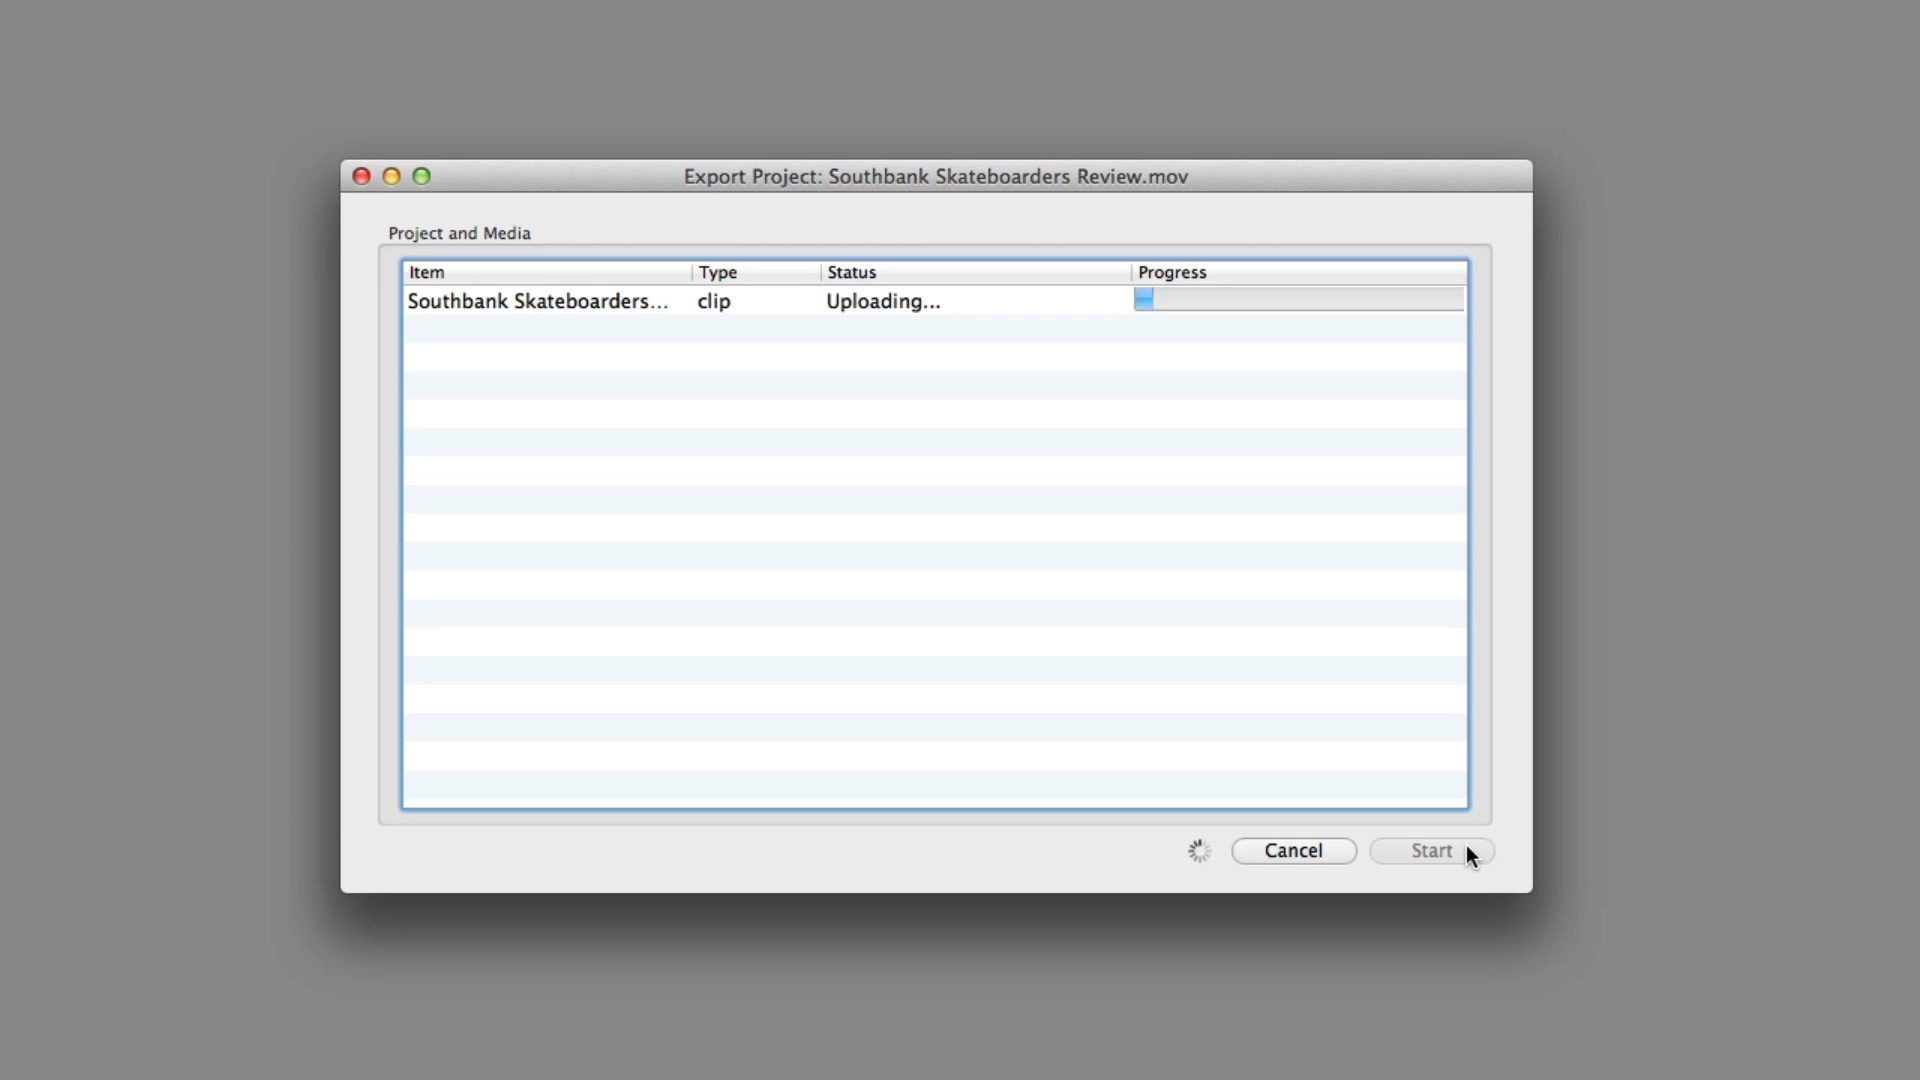 Export Project: Southbank Skateboarders Review.mov
Project and Media
Item Type Status Progress
Southbank Skateboarders... clip Uploading...
Cancel Start